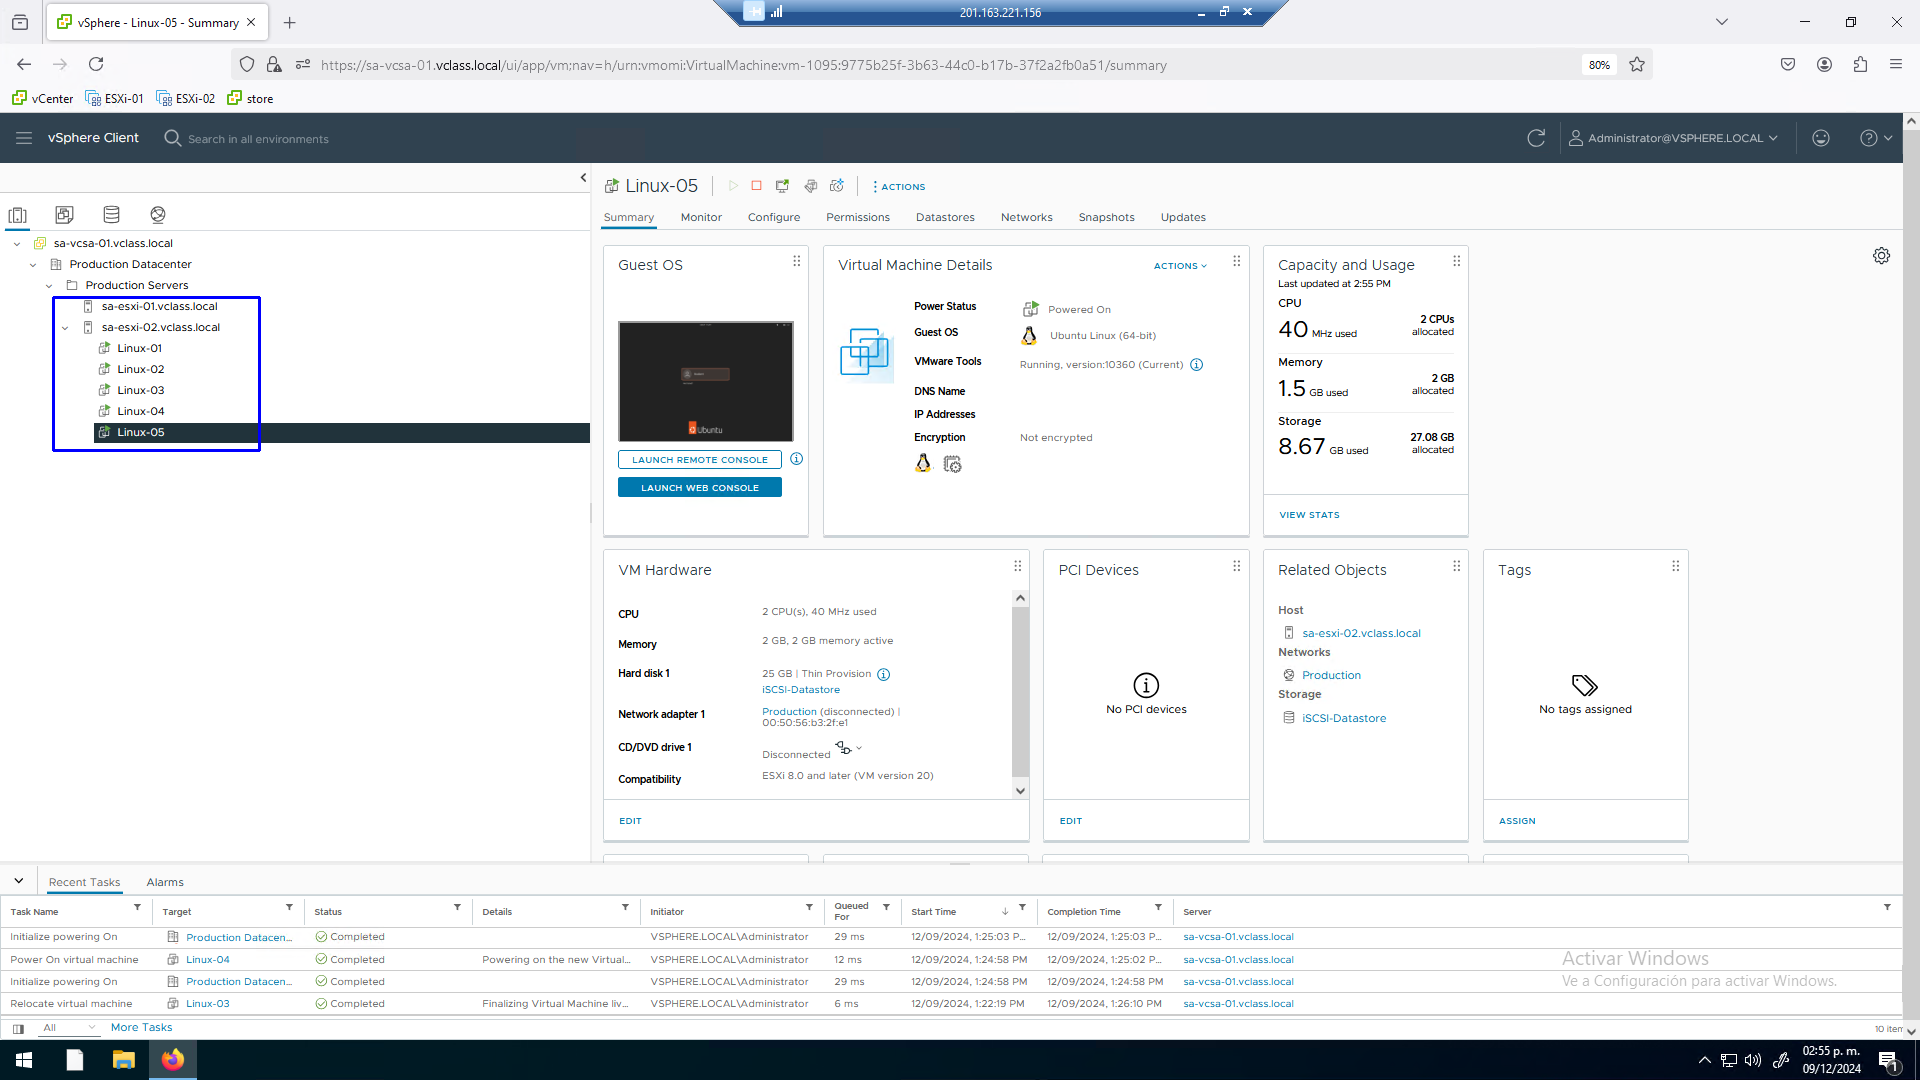 201.163.221.156
vSphere - Linux-05 - Summary
https://sa-vcsa-01.vclass.local/ui/app/vm;nav=h/urn:vmomi:VirtualMachine:vm-1095:9775b25f-3b63-44c0-b17b-37f2a2fb0a51/summary
80%
vCenter ESXi-01 ESXi-02 store
vSphere Client
Search in all environments
Administrator@VSPHERE.LOCAL
Linux-05
ACTIONS
Summary Monitor Configure Permissions Datastores Networks Snapshots Updates
sa-vcsa-01.vclass.local
Production Datacenter
Production Servers
sa-esxi-01.vclass.local
sa-esxi-02.vclass.local
Linux-01
Linux-02
Linux-03
Linux-04
Linux-05
Guest OS
Ubuntu
LAUNCH REMOTE CONSOLE
LAUNCH WEB CONSOLE
Virtual Machine Details
ACTIONS
Power Status Powered On
Guest OS Ubuntu Linux (64-bit)
VMware Tools Running, version:10360 (Current)
DNS Name
IP Addresses
Encryption Not encrypted
Capacity and Usage
Last updated at 2:55 PM
CPU
40 MHz used 2 CPUs allocated
Memory
1.5 GB used 2 GB allocated
Storage
8.67 GB used 27.08 GB allocated
VIEW STATS
VM Hardware
CPU 2 CPU(s), 40 MHz used
Memory 2 GB, 2 GB memory active
Hard disk 1 25 GB | Thin Provision
iSCSI-Datastore
Network adapter 1 Production (disconnected) |
00:50:56:b3:2f:e1
CD/DVD drive 1 Disconnected
Compatibility ESXi 8.0 and later (VM version 20)
EDIT
PCI Devices
No PCI devices
EDIT
Related Objects
Host
sa-esxi-02.vclass.local
Networks
Production
Storage
iSCSI-Datastore
Tags
No tags assigned
ASSIGN
Recent Tasks Alarms
Task Name Target Status Details Initiator Queued For Start Time Completion Time Server
Initialize powering On Production Datacen... Completed VSPHERE.LOCAL\Administrator 29 ms 12/09/2024, 1:25:03 P... 12/09/2024, 1:25:03 P... sa-vcsa-01.vclass.local
Power On virtual machine Linux-04 Completed Powering on the new Virtual... VSPHERE.LOCAL\Administrator 12 ms 12/09/2024, 1:24:58 PM 12/09/2024, 1:25:02 P... sa-vcsa-01.vclass.local
Initialize powering On Production Datacen... Completed VSPHERE.LOCAL\Administrator 29 ms 12/09/2024, 1:24:58 PM 12/09/2024, 1:24:58 PM sa-vcsa-01.vclass.local
Relocate virtual machine Linux-03 Completed Finalizing Virtual Machine liv... VSPHERE.LOCAL\Administrator 6 ms 12/09/2024, 1:22:19 PM 12/09/2024, 1:26:10 PM sa-vcsa-01.vclass.local
All More Tasks
10 item
Activar Windows
Ve a Configuración para activar Windows.
02:55 p. m.
09/12/2024
1